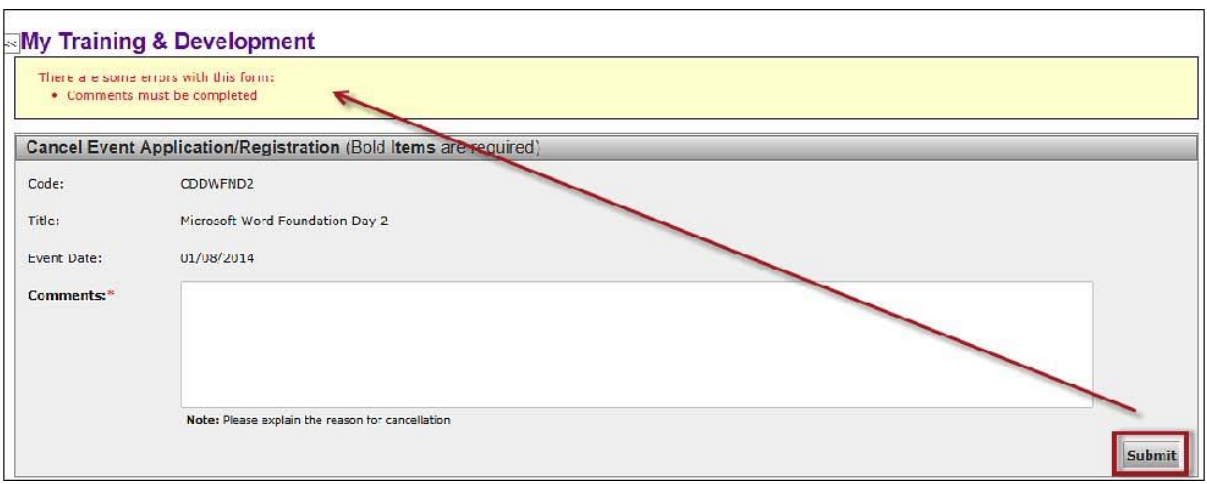 <<
My Training & Development
There are some errors with this form:
• Comments must be completed
Cancel Event Application/Registration (Bold Items are required)
Code: CDDWFND2
Title: Microsoft Word Foundation Day 2
Event Date: 01/08/2014
Comments:*
Note: Please explain the reason for cancellation
Submit